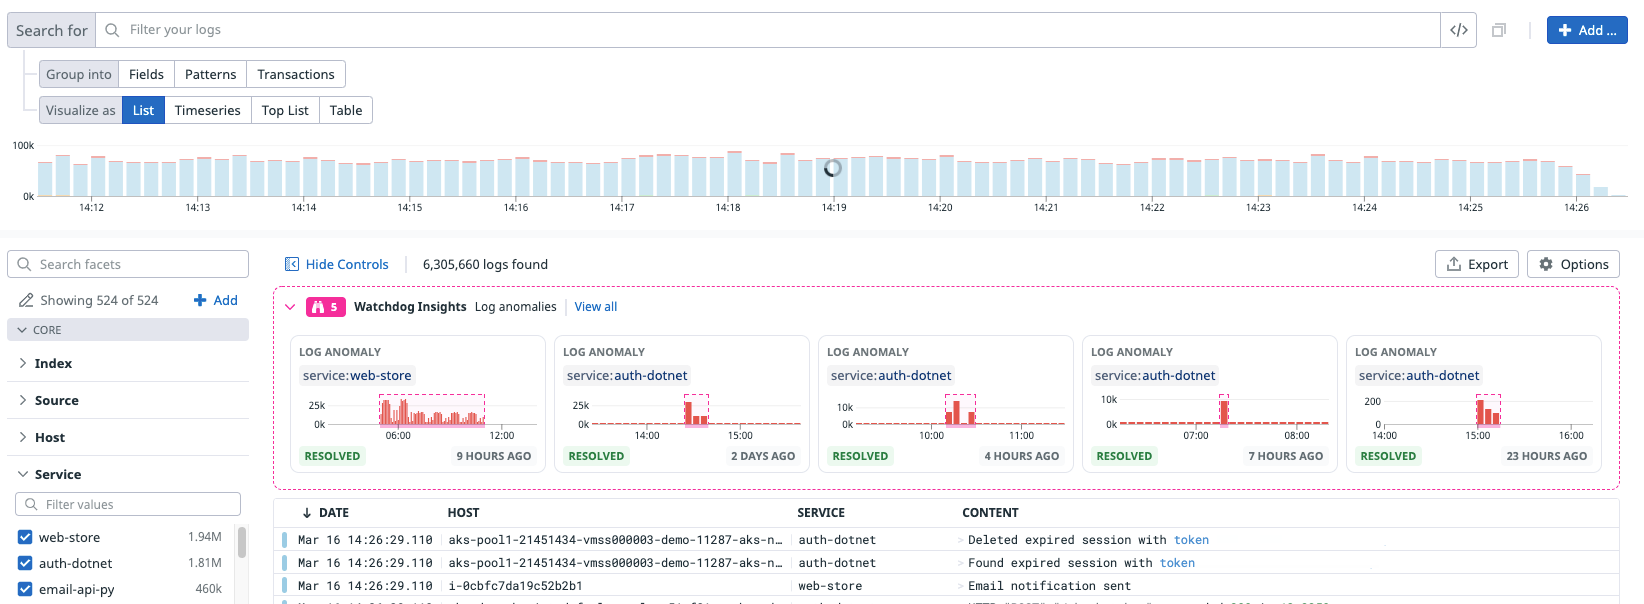 Search for Filter your logs </> Add ...
Group into Fields Patterns Transactions
Visualize as List Timeseries Top List Table
100k
0k
14:12 14:13 14:14 14:15 14:16 14:17 14:18 14:19 14:20 14:21 14:22 14:23 14:24 14:25 14:26
Search facets
Showing 524 of 524 Add
CORE
Index
Source
Host
Service
Filter values
web-store 1.94M
auth-dotnet 1.81M
email-api-py 460k
Hide Controls 6,305,660 logs found Export Options
5 Watchdog Insights Log anomalies View all
LOG ANOMALY
service:web-store
25k
0k
06:00 12:00
RESOLVED 9 HOURS AGO
LOG ANOMALY
service:auth-dotnet
25k
0k
14:00 15:00
RESOLVED 2 DAYS AGO
LOG ANOMALY
service:auth-dotnet
10k
0k
10:00 11:00
RESOLVED 4 HOURS AGO
LOG ANOMALY
service:auth-dotnet
10k
0k
07:00 08:00
RESOLVED 7 HOURS AGO
LOG ANOMALY
service:auth-dotnet
200
0
14:00 15:00 16:00
RESOLVED 23 HOURS AGO
DATE HOST SERVICE CONTENT
Mar 16 14:26:29.110 aks-pool1-21451434-vmss000003-demo-11287-aks-n… auth-dotnet > Deleted expired session with token
Mar 16 14:26:29.110 aks-pool1-21451434-vmss000003-demo-11287-aks-n… auth-dotnet > Found expired session with token
Mar 16 14:26:29.110 i-0cbfc7da19c52b2b1 web-store > Email notification sent